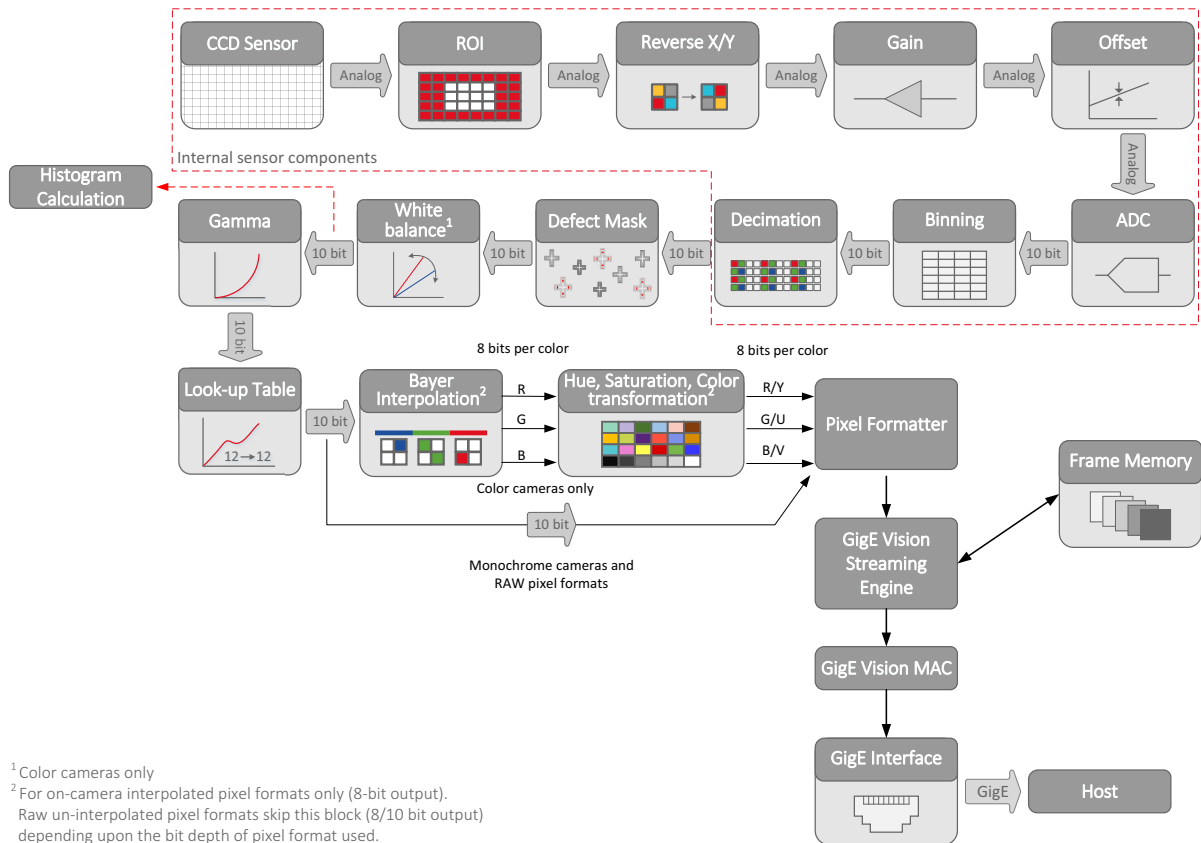 CCD Sensor
Analog
ROI
Analog
Reverse X/Y
Analog
Gain
Analog
Offset
Analog
Internal sensor components
Histogram
Calculation
Gamma
10 bit
White
balance1
10 bit
Defect Mask
10 bit
Decimation
10 bit
Binning
10 bit
ADC
10 bit
8 bits per color
8 bits per color
Look-up Table
12→12
10 bit
Bayer
Interpolation2
R
G
B
Hue, Saturation, Color
transformation2
R/Y
G/U
B/V
Pixel Formatter
Color cameras only
10 bit
Monochrome cameras and
RAW pixel formats
Frame Memory
GigE Vision
Streaming
Engine
GigE Vision MAC
GigE Interface
GigE
Host
1 Color cameras only
2 For on-camera interpolated pixel formats only (8-bit output).
Raw un-interpolated pixel formats skip this block (8/10 bit output)
depending upon the bit depth of pixel format used.